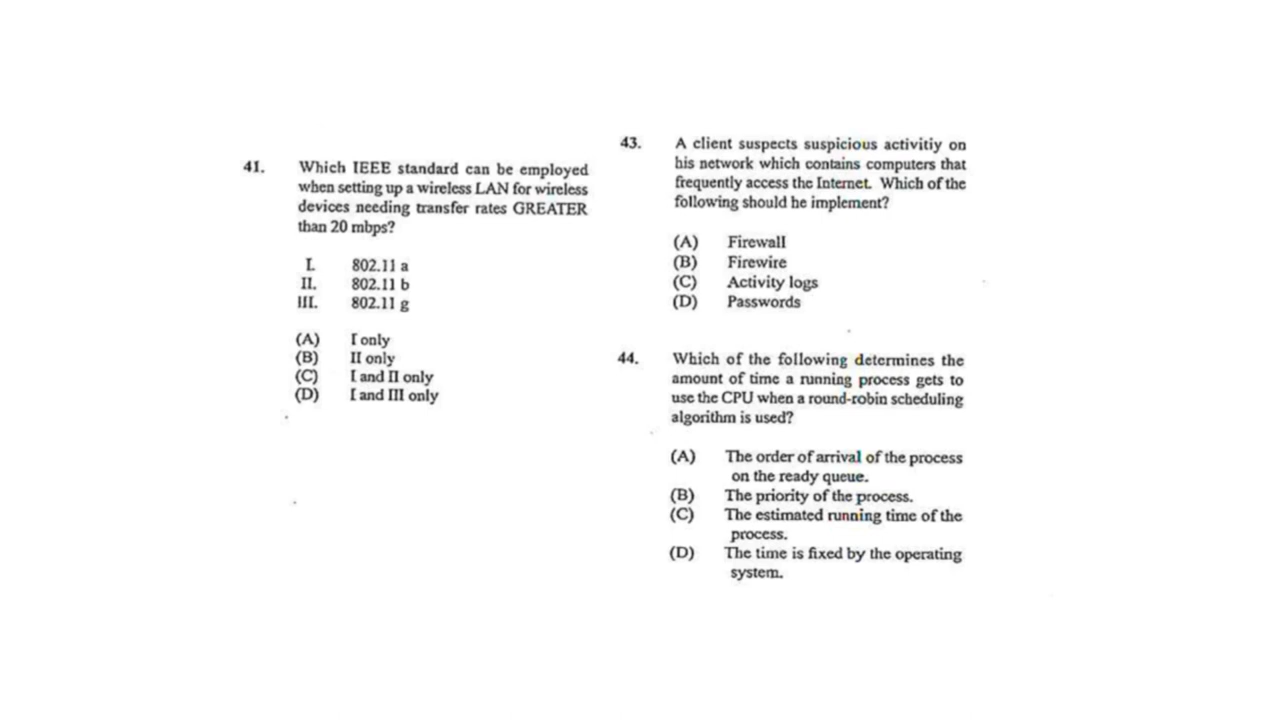 41. Which IEEE standard can be employed
when setting up a wireless LAN for wireless
devices needing transfer rates GREATER
than 20 mbps?
I. 802.11 a
II. 802.11 b
III. 802.11 g
(A) I only
(B) II only
(C) I and II only
(D) I and III only
43. A client suspects suspicious activitiy on
his network which contains computers that
frequently access the Internet. Which of the
following should he implement?
(A) Firewall
(B) Firewire
(C) Activity logs
(D) Passwords
44. Which of the following determines the
amount of time a running process gets to
use the CPU when a round-robin scheduling
algorithm is used?
(A) The order of arrival of the process
on the ready queue.
(B) The priority of the process.
(C) The estimated running time of the
process.
(D) The time is fixed by the operating
system.